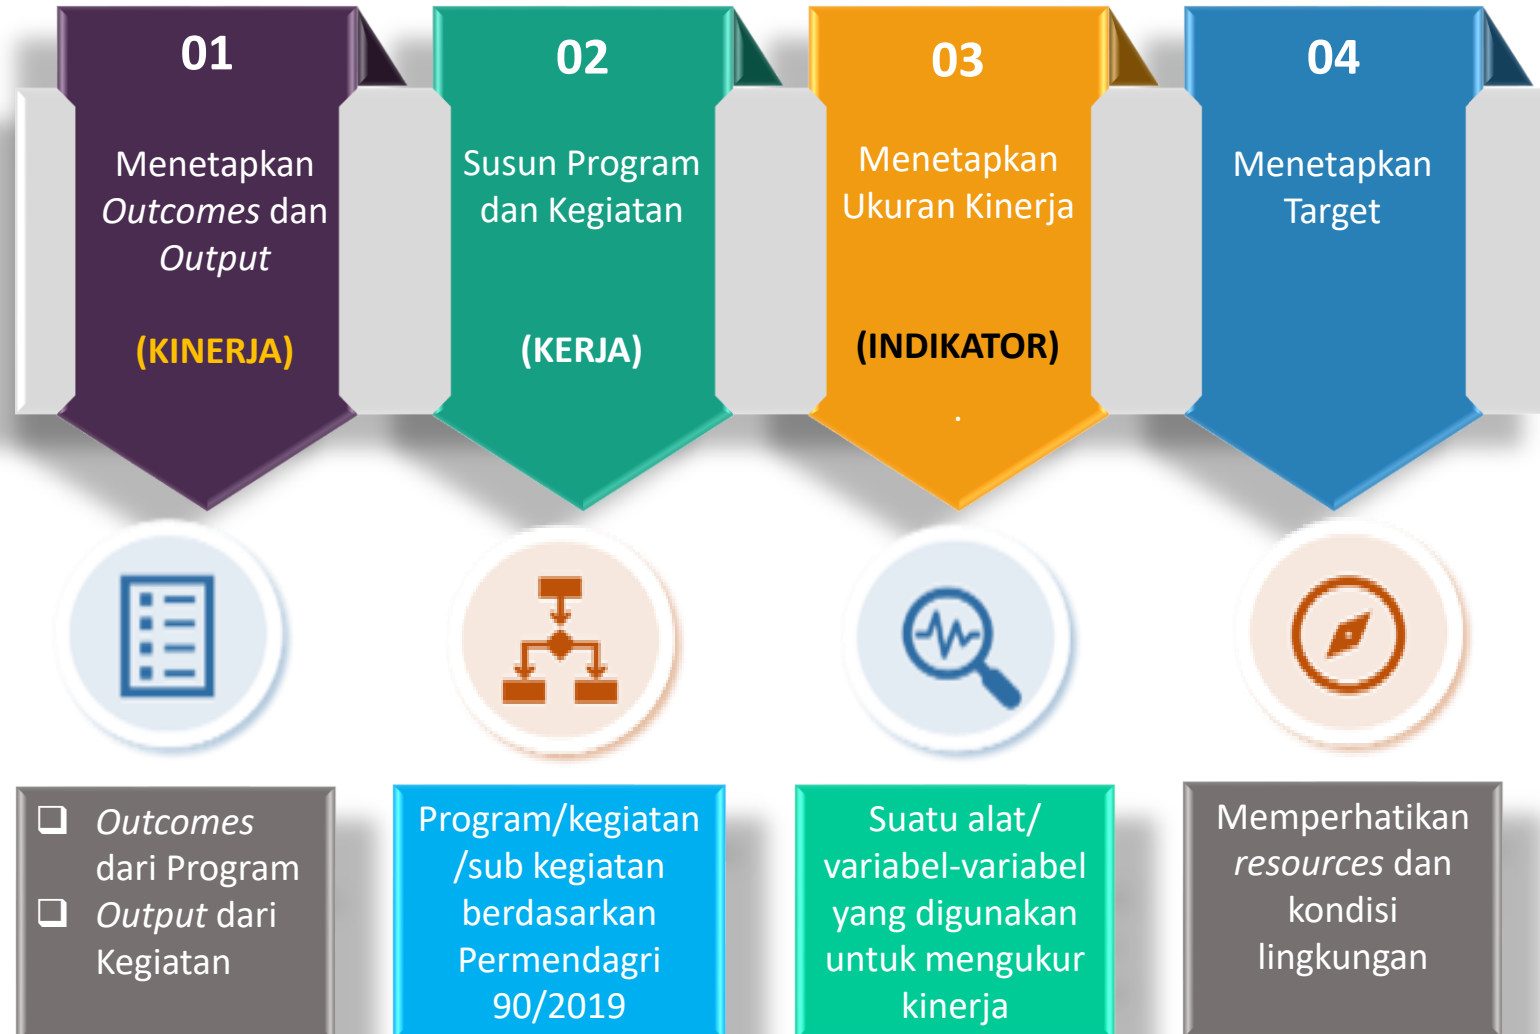 01
Menetapkan
Outcomes dan
Output
(KINERJA)
02
Susun Program
dan Kegiatan
(KERJA)
03
Menetapkan
Ukuran Kinerja
(INDIKATOR)
.
04
Menetapkan
Target
❑ Outcomes
dari Program
❑ Output dari
Kegiatan
Program/kegiatan
/sub kegiatan
berdasarkan
Permendagri
90/2019
Suatu alat/
variabel-variabel
yang digunakan
untuk mengukur
kinerja
Memperhatikan
resources dan
kondisi
lingkungan